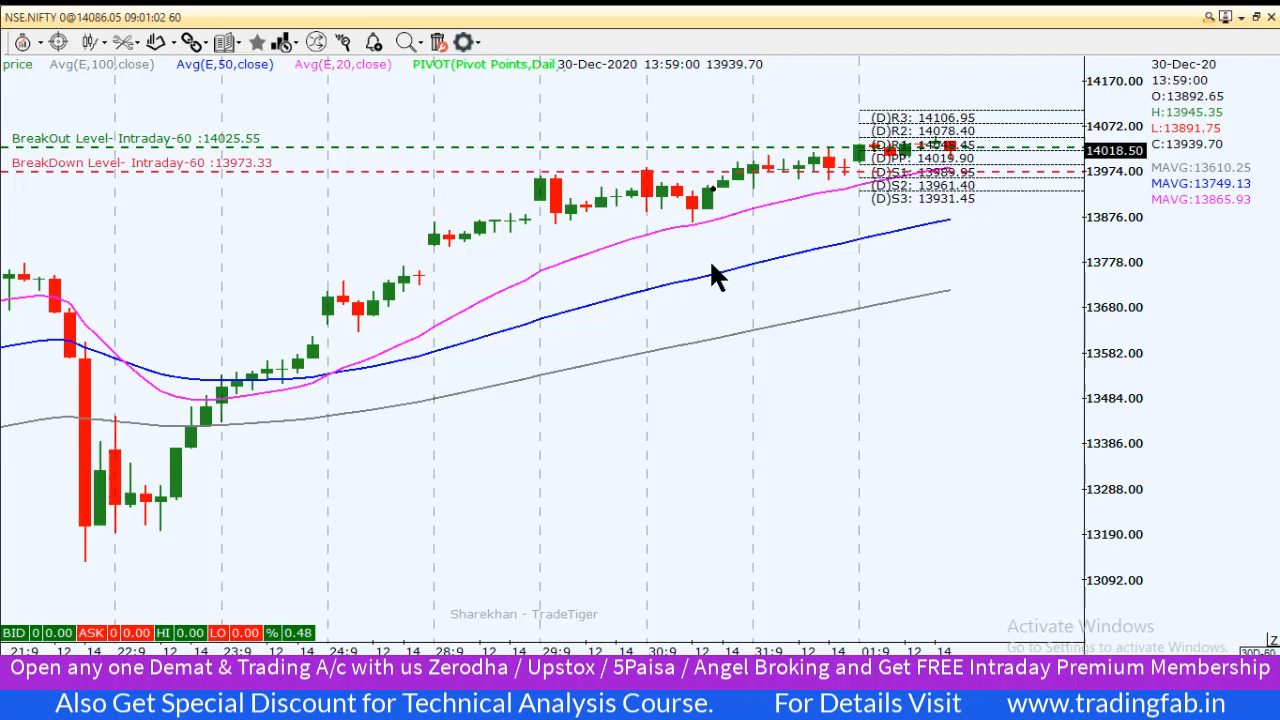 NSE.NIFTY 0@14086.05 09:01:02 60
price Avg(E,100,close) Avg(E,50,close) Avg(E,20,close) PIVOT(Pivot Points,Daily,) 30-Dec-2020 13:59:00 13939.70
30-Dec-20
13:59:00
O:13892.65
H:13945.35
L:13891.75
C:13939.70
MAVG:13610.25
MAVG:13749.13
MAVG:13865.93
BreakOut Level- Intraday-60 :14025.55
BreakDown Level- Intraday-60 :13973.33
(D)R3: 14106.95
(D)R2: 14078.40
(D)R1: 14048.45
(D)PP: 14019.90
(D)S1: 13989.95
(D)S2: 13961.40
(D)S3: 13931.45
14170.00
14072.00
14018.50
13974.00
13876.00
13778.00
13680.00
13582.00
13484.00
13386.00
13288.00
13190.00
13092.00
Sharekhan - TradeTiger
BID 0 0.00 ASK 0 0.00 HI 0.00 LO 0.00 % 0.48
Activate Windows
Go to Settings to activate Windows.
21:9 12 14 22:9 12 14 23:9 12 14 24:9 12 14 28:9 12 14 29:9 12 14 30:9 12 14 31:9 12 14 01:9 12 14
30D-60
Open any one Demat & Trading A/c with us Zerodha / Upstox / 5Paisa / Angel Broking and Get FREE Intraday Premium Membership
Also Get Special Discount for Technical Analysis Course. For Details Visit www.tradingfab.in